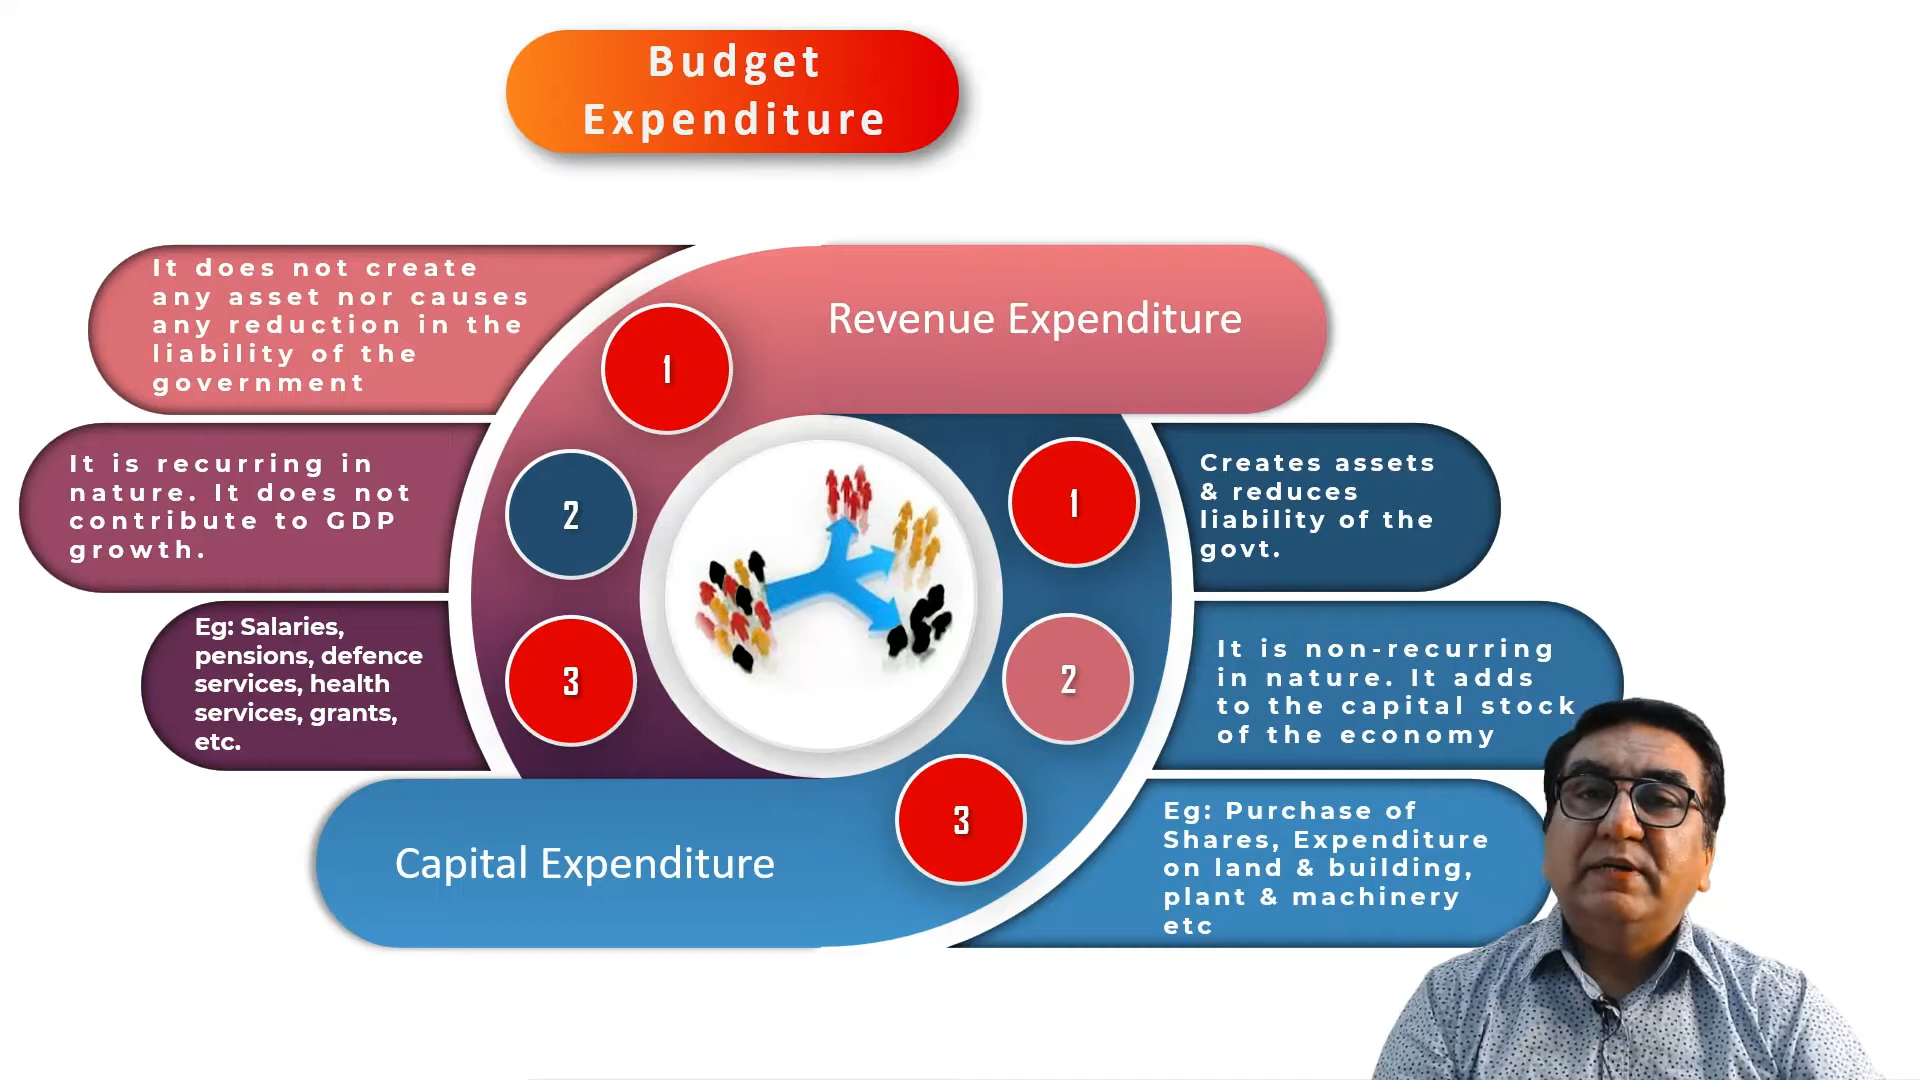 Budget
Expenditure
It does not create
any asset nor causes
any reduction in the
liability of the
government
It is recurring in
nature. It does not
contribute to GDP
growth.
Eg: Salaries,
pensions, defence
services, health
services, grants,
etc.
1
2
3
Revenue Expenditure
Capital Expenditure
1
2
3
Creates assets
& reduces
liability of the
govt.
It is non-recurring
in nature. It adds
to the capital stock
of the economy
Eg: Purchase of
Shares, Expenditure
on land & building,
plant & machinery
etc